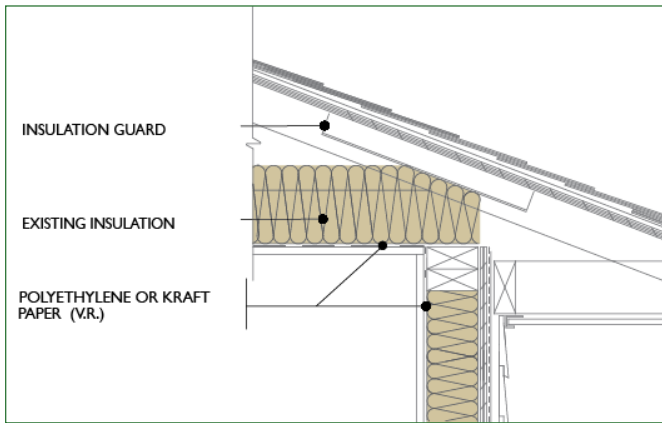 INSULATION GUARD
EXISTING INSULATION
POLYETHYLENE OR KRAFT
PAPER (V.R.)